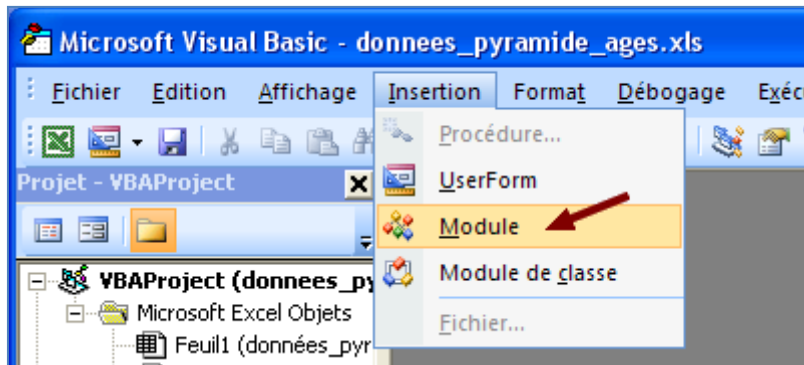 Microsoft Visual Basic - donnees_pyramide_ages.xls
Fichier Edition Affichage Insertion Format Débogage Exéc
Procédure...
Projet - VBAProject
UserForm
Module
VBAProject (donnees_py
Module de classe
Microsoft Excel Objets
Fichier...
Feuil1 (données_pyr